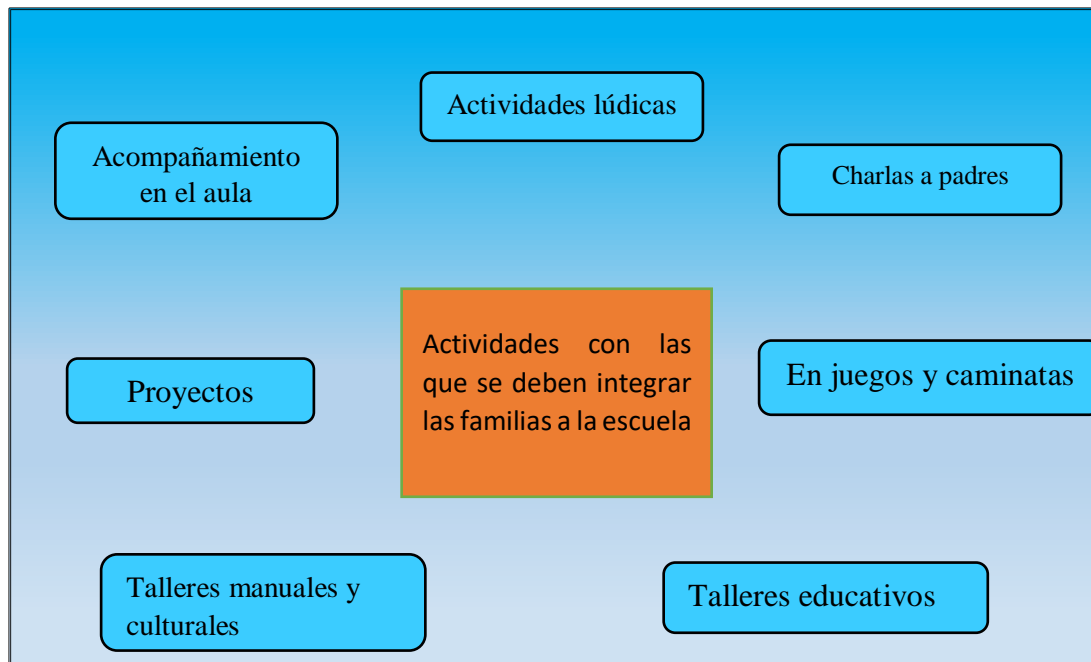 Actividades lúdicas
Acompañamiento
en el aula
Charlas a padres
Actividades con las
que se deben integrar
las familias a la escuela
Proyectos
En juegos y caminatas
Talleres manuales y
culturales
Talleres educativos